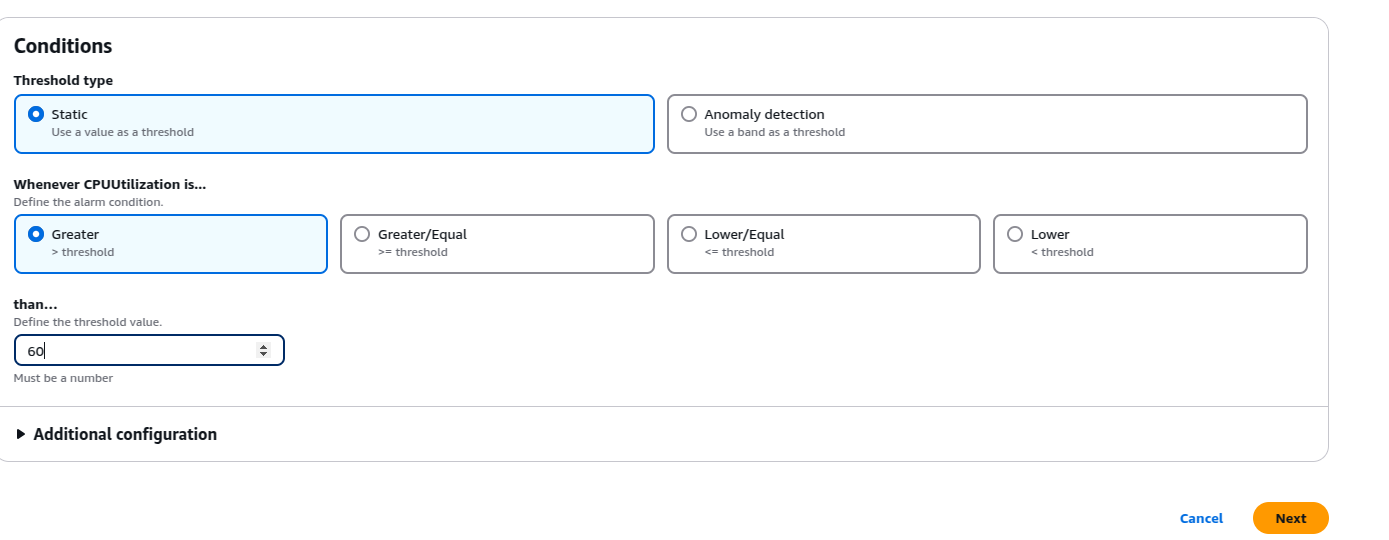 Conditions
Threshold type
Static
Use a value as a threshold
Anomaly detection
Use a band as a threshold
Whenever CPUUtilization is...
Define the alarm condition.
Greater
> threshold
Greater/Equal
>= threshold
Lower/Equal
<= threshold
Lower
< threshold
than...
Define the threshold value.
60
Must be a number
Additional configuration
Cancel
Next